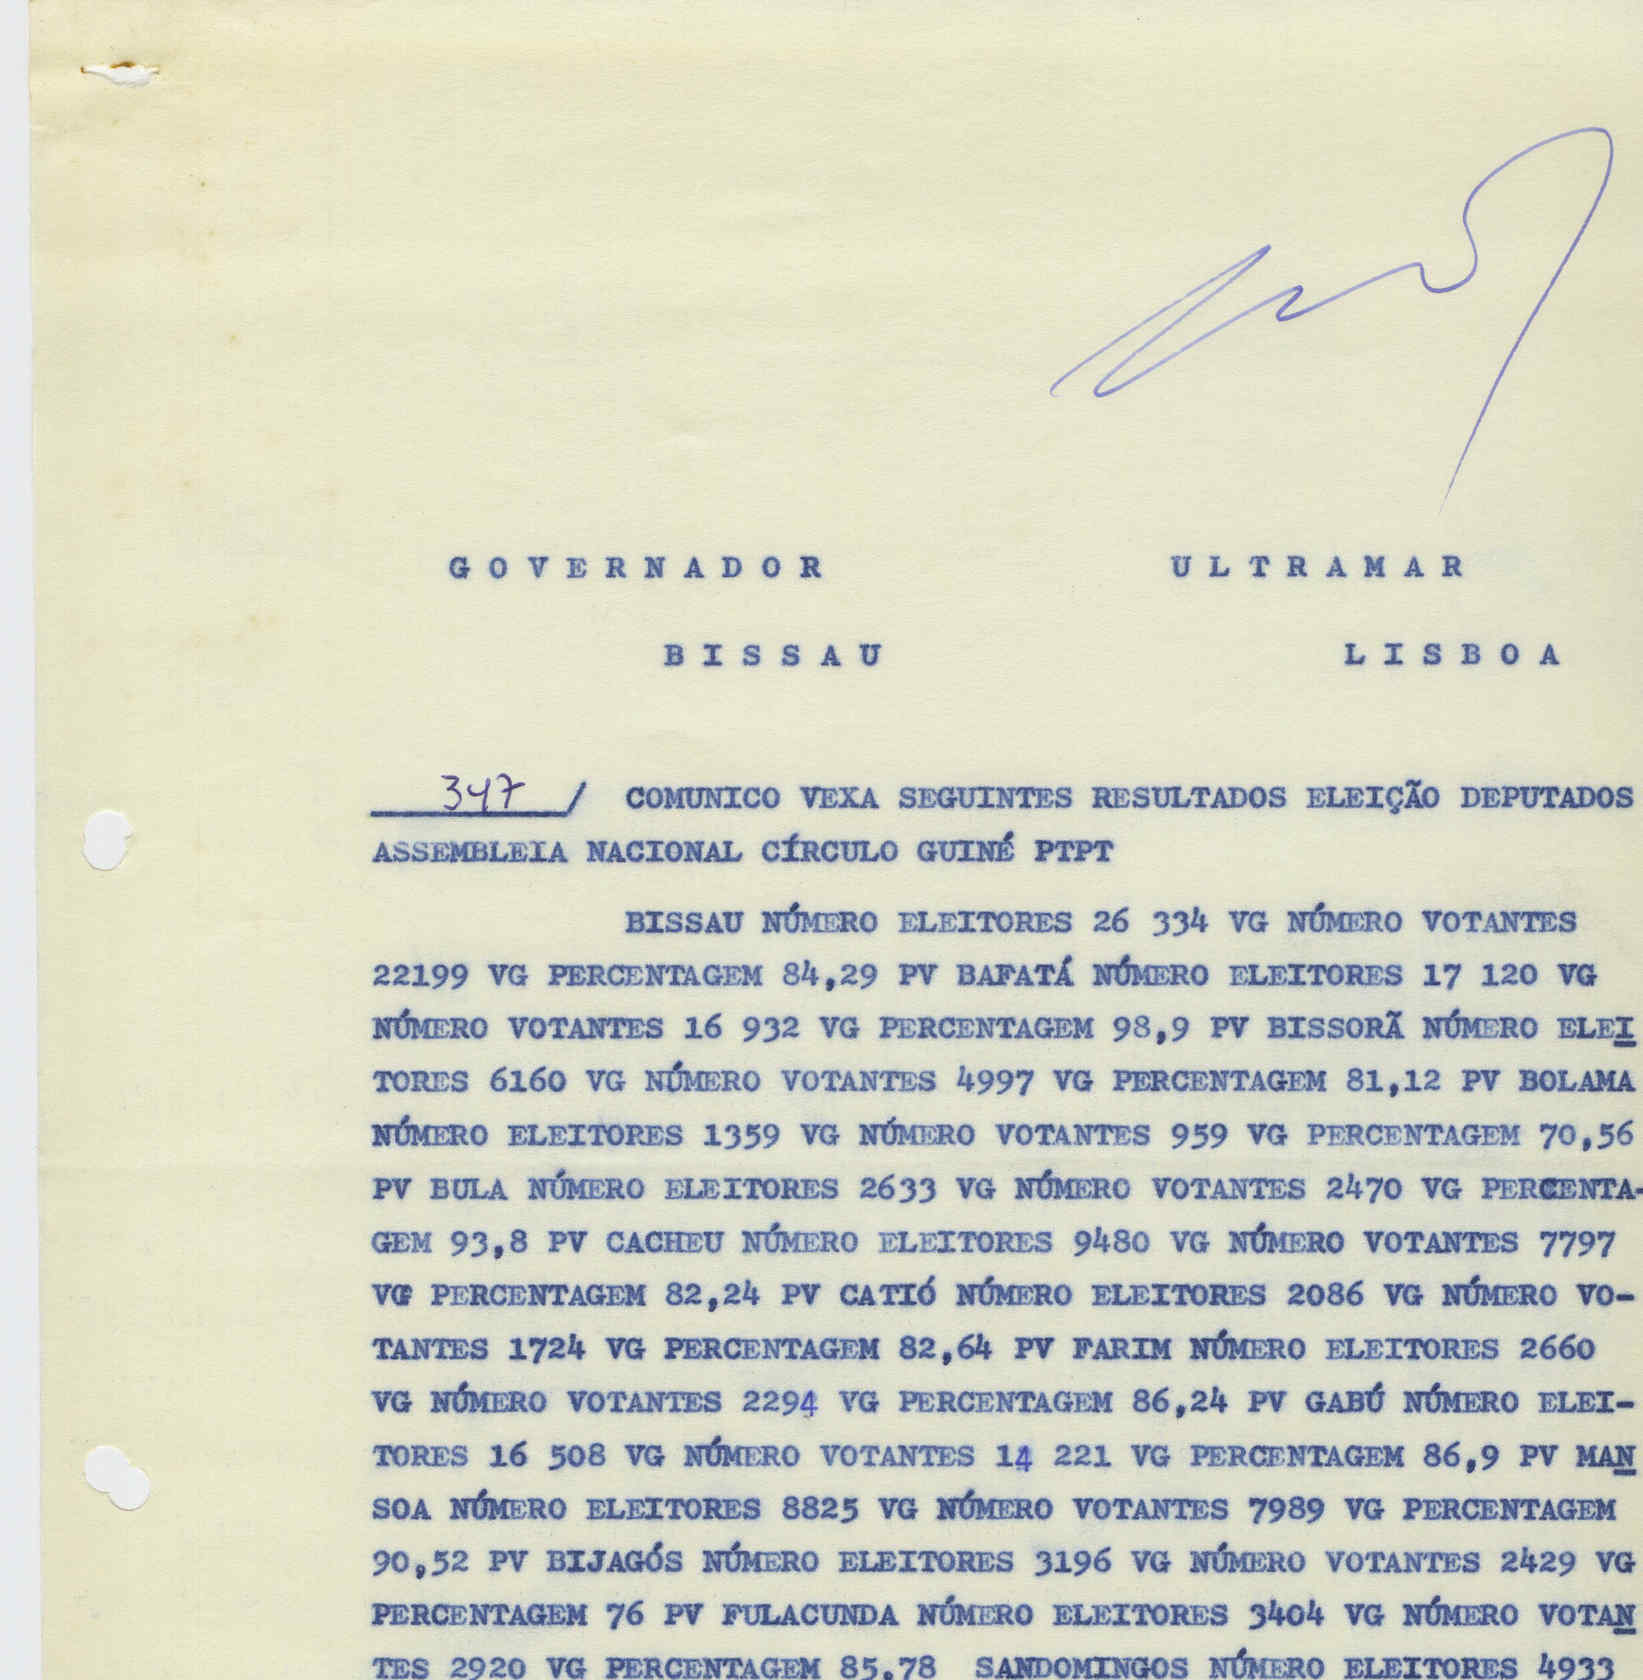 GOVERNADOR ULTRAMAR
BISSAU LISBOA
347/ COMUNICO VEXA SEGUINTES RESULTADOS ELEIÇÃO DEPUTADOS
ASSEMBLEIA NACIONAL CÍRCULO GUINÉ PTPT
BISSAU NÚMERO ELEITORES 26 334 VG NÚMERO VOTANTES
22199 VG PERCENTAGEM 84,29 PV BAFATÁ NÚMERO ELEITORES 17 120 VG
NÚMERO VOTANTES 16 932 VG PERCENTAGEM 98,9 PV BISSORÃ NÚMERO ELEI
TORES 6160 VG NÚMERO VOTANTES 4997 VG PERCENTAGEM 81,12 PV BOLAMA
NÚMERO ELEITORES 1359 VG NÚMERO VOTANTES 959 VG PERCENTAGEM 70,56
PV BULA NÚMERO ELEITORES 2633 VG NÚMERO VOTANTES 2470 VG PERCENTA-
GEM 93,8 PV CACHEU NÚMERO ELEITORES 9480 VG NÚMERO VOTANTES 7797
VG PERCENTAGEM 82,24 PV CATIÓ NÚMERO ELEITORES 2086 VG NÚMERO VO-
TANTES 1724 VG PERCENTAGEM 82,64 PV FARIM NÚMERO ELEITORES 2660
VG NÚMERO VOTANTES 2294 VG PERCENTAGEM 86,24 PV GABÚ NÚMERO ELEI-
TORES 16 508 VG NÚMERO VOTANTES 14 221 VG PERCENTAGEM 86,9 PV MAN
SOA NÚMERO ELEITORES 8825 VG NÚMERO VOTANTES 7989 VG PERCENTAGEM
90,52 PV BIJAGÓS NÚMERO ELEITORES 3196 VG NÚMERO VOTANTES 2429 VG
PERCENTAGEM 76 PV FULACUNDA NÚMERO ELEITORES 3404 VG NÚMERO VOTAN
TES 2920 VG PERCENTAGEM 85,78 SANDOMINGOS NÚMERO ELEITORES 4933